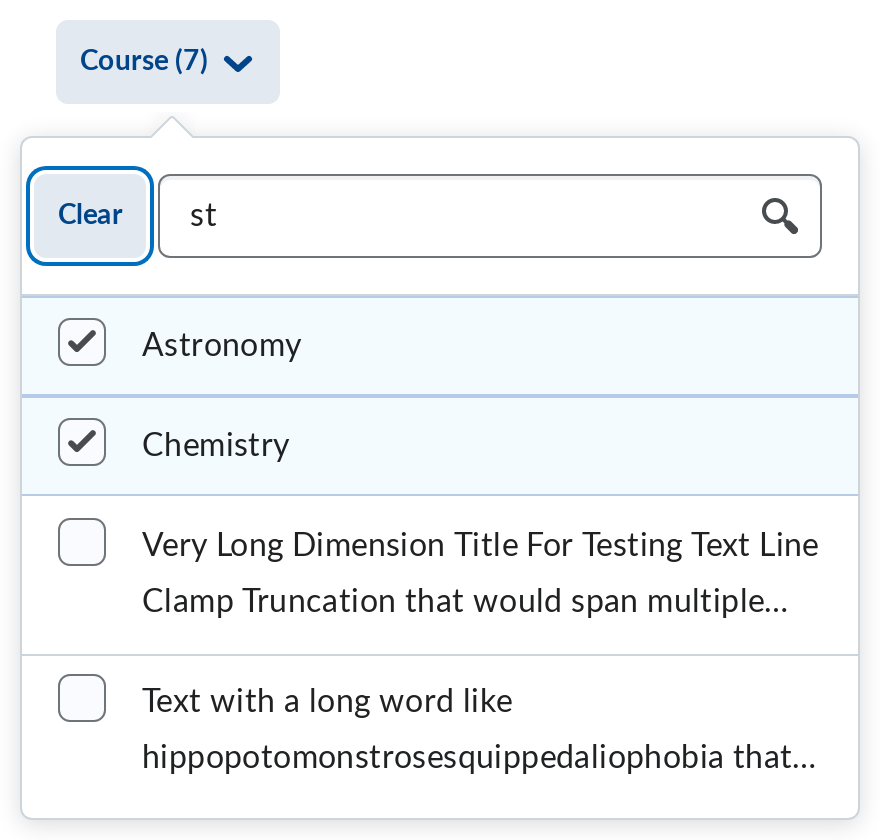 Course (7)
Clear
st
Astronomy
Chemistry
Very Long Dimension Title For Testing Text Line
Clamp Truncation that would span multiple...
Text with a long word like
hippopotomonstrosesquippedaliophobia that...